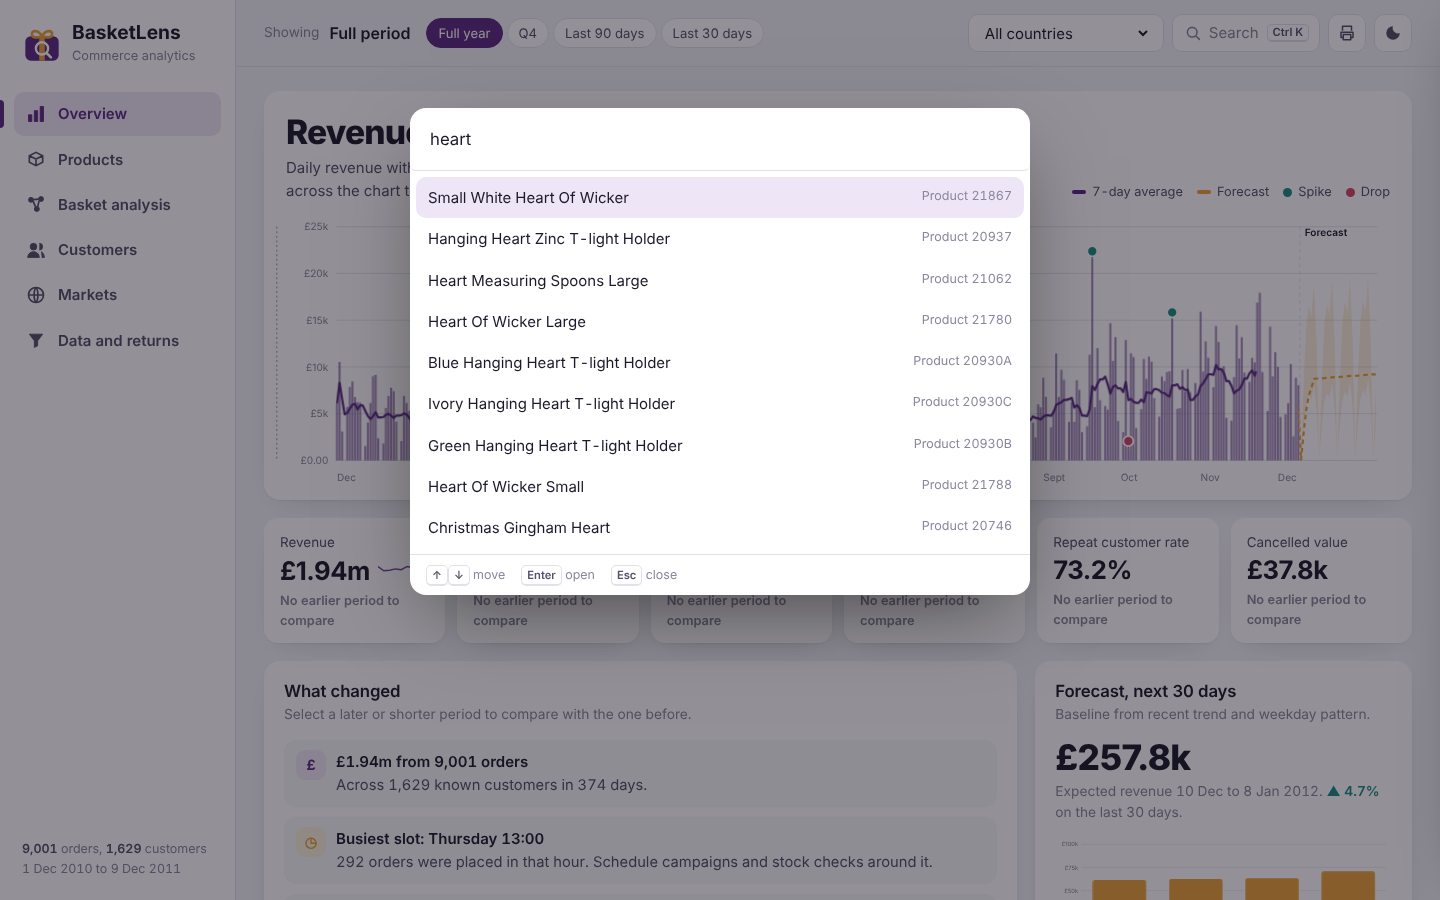 BasketLens
Commerce analytics
Overview
Products
Basket analysis
Customers
Markets
Data and returns
9,001 orders, 1,629 customers
1 Dec 2010 to 9 Dec 2011
Showing Full period Full year Q4 Last 90 days Last 30 days
All countries Search Ctrl K
Daily revenue
across the chart
7-day average Forecast Spike Drop
£25k
£20k
£15k
£10k
£5k
£0.00
Dec Sept Oct Nov Dec
Forecast
heart
Small White Heart Of Wicker Product 21867
Hanging Heart Zinc T-light Holder Product 20937
Heart Measuring Spoons Large Product 21062
Heart Of Wicker Large Product 21780
Blue Hanging Heart T-light Holder Product 20930A
Ivory Hanging Heart T-light Holder Product 20930C
Green Hanging Heart T-light Holder Product 20930B
Heart Of Wicker Small Product 21788
Christmas Gingham Heart Product 20746
↑ ↓ move Enter open Esc close
Revenue
£1.94m
No earlier period to
compare
No earlier period to
compare
No earlier period to
compare
No earlier period to
compare
Repeat customer rate
73.2%
No earlier period to
compare
Cancelled value
£37.8k
No earlier period to
compare
What changed
Select a later or shorter period to compare with the one before.
£ £1.94m from 9,001 orders
Across 1,629 known customers in 374 days.
Busiest slot: Thursday 13:00
292 orders were placed in that hour. Schedule campaigns and stock checks around it.
Forecast, next 30 days
Baseline from recent trend and weekday pattern.
£257.8k
Expected revenue 10 Dec to 8 Jan 2012. ▲ 4.7%
on the last 30 days.
£100k
£75k
£50k